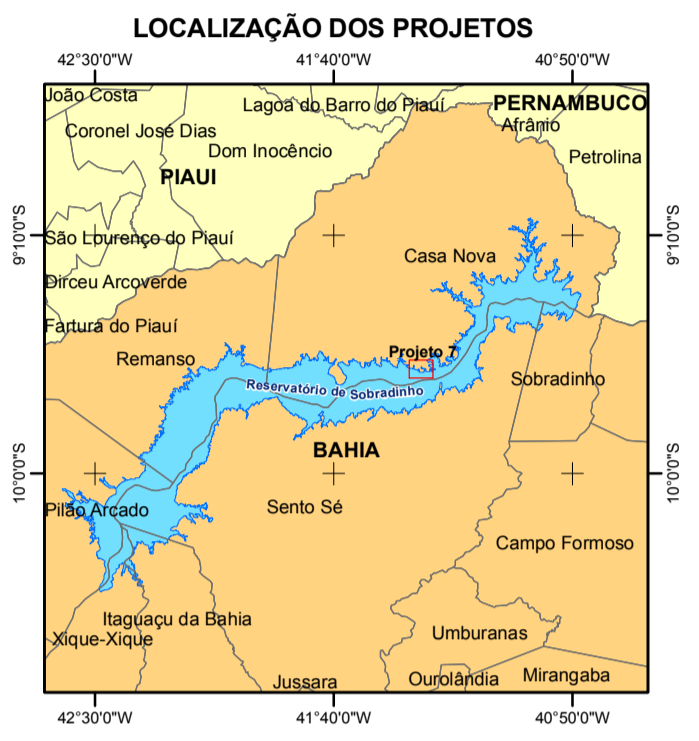 LOCALIZAÇÃO DOS PROJETOS
42°30'0"W
41°40'0"W
40°50'0"W
João Costa
Lagoa do Barro do Piauí
PERNAMBUCO
Afrânio
Coronel José Dias
Dom Inocêncio
Petrolina
PIAUI
9°10'0"S
São Lourenço do Piauí
9°10'0"S
Casa Nova
Dirceu Arcoverde
Fartura do Piauí
Remanso
Projeto 7
Reservatório de Sobradinho
Sobradinho
BAHIA
10°0'0"S
10°0'0"S
Pilão Arcado
Sento Sé
Campo Formoso
Itaguaçu da Bahia
Xique-Xique
Umburanas
Jussara
Ourolândia
Mirangaba
42°30'0"W
41°40'0"W
40°50'0"W